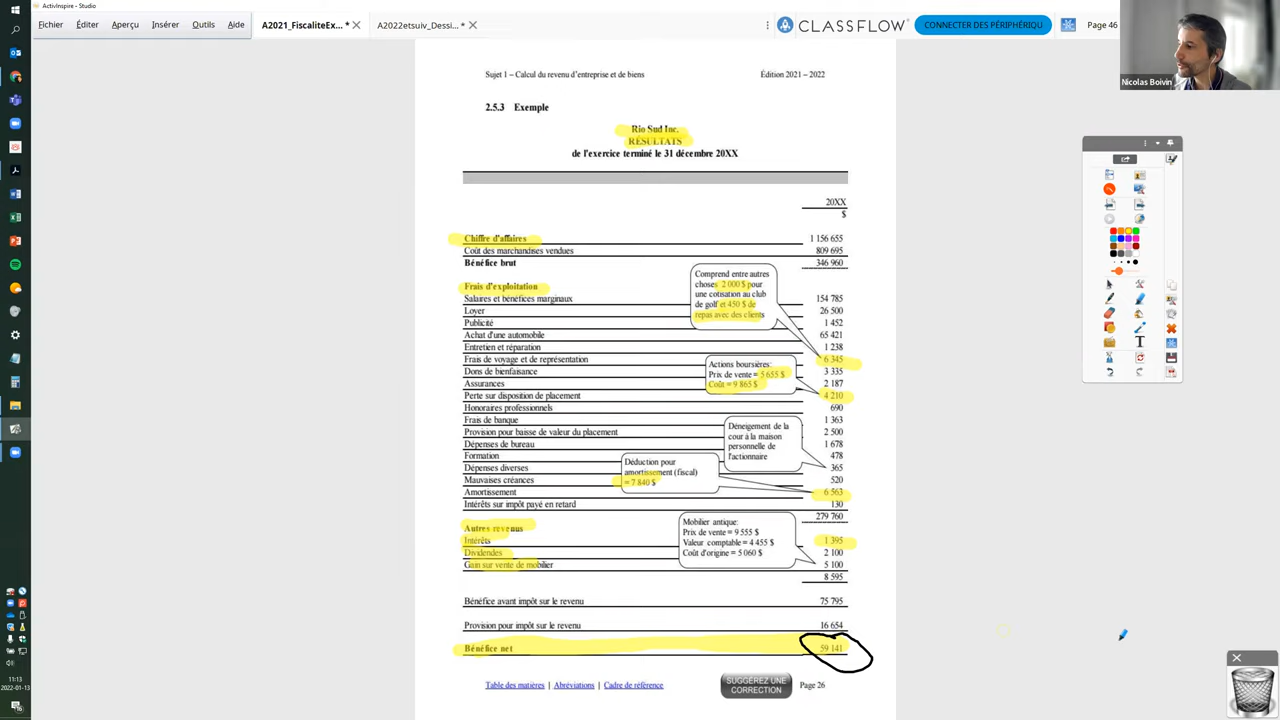 ActivInspire - Studio
Fichier Éditer Aperçu Insérer Outils Aide A2021_FiscaliteEx... * A2022etsuiv_Dessi... * CLASSFLOW CONNECTER DES PÉRIPHÉRIQU Page 46
Nicolas Boivin
Sujet 1 – Calcul du revenu d'entreprise et de biens Édition 2021 – 2022
2.5.3 Exemple
Rio Sud Inc.
RÉSULTATS
de l'exercice terminé le 31 décembre 20XX
20XX
$
Chiffre d'affaires 1 156 655
Coût des marchandises vendues 809 695
Bénéfice brut 346 960
Comprend entre autres
choses 2 000 $ pour
une cotisation au club
de golf et 450 $ de
repas avec des clients
Frais d'exploitation
Salaires et bénéfices marginaux 154 785
Loyer 26 500
Publicité 1 452
Achat d'une automobile 65 421
Entretien et réparation 1 238
Frais de voyage et de représentation 6 345
Actions boursières:
Prix de vente = 5 655 $
Coût = 9 865 $
Dons de bienfaisance 3 335
Assurances 2 187
Perte sur disposition de placement 4 210
Honoraires professionnels 690
Frais de banque 1 363
Déneigement de la
cour à la maison
personnelle de
l'actionnaire
Provision pour baisse de valeur du placement 2 500
Dépenses de bureau 1 678
Formation 478
Déduction pour
amortissement (fiscal)
= 7 840 $
Dépenses diverses 365
Mauvaises créances 520
Amortissement 6 563
Intérêts sur impôt payé en retard 130
279 760
Mobilier antique:
Prix de vente = 9 555 $
Valeur comptable = 4 455 $
Coût d'origine = 5 060 $
Autres revenus
Intérêts 1 395
Dividendes 2 100
Gain sur vente de mobilier 5 100
8 595
Bénéfice avant impôt sur le revenu 75 795
Provision pour impôt sur le revenu 16 654
Bénéfice net 59 141
Table des matières | Abréviations | Cadre de référence
SUGGÉREZ UNE
CORRECTION
Page 26
11:13
2022-01-13